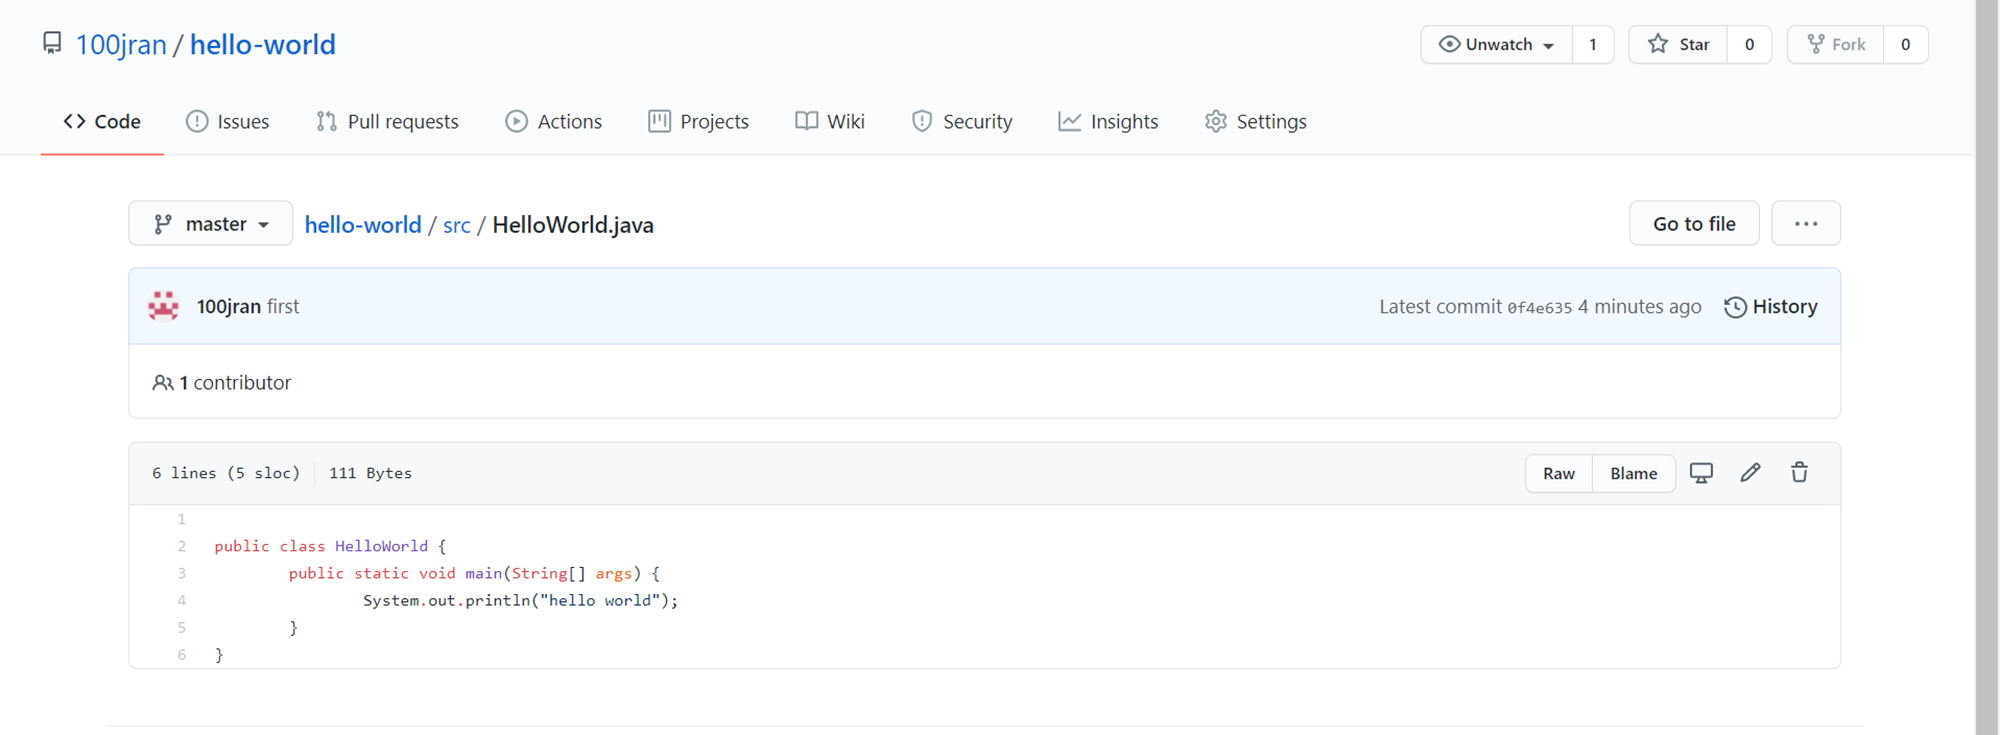 100jran / hello-world
Unwatch 1 Star 0 Fork 0
Code Issues Pull requests Actions Projects Wiki Security Insights Settings
master hello-world / src / HelloWorld.java Go to file ...
100jran first Latest commit 0f4e635 4 minutes ago History
1 contributor
6 lines (5 sloc) 111 Bytes Raw Blame
1
2 public class HelloWorld {
3 public static void main(String[] args) {
4 System.out.println("hello world");
5 }
6 }